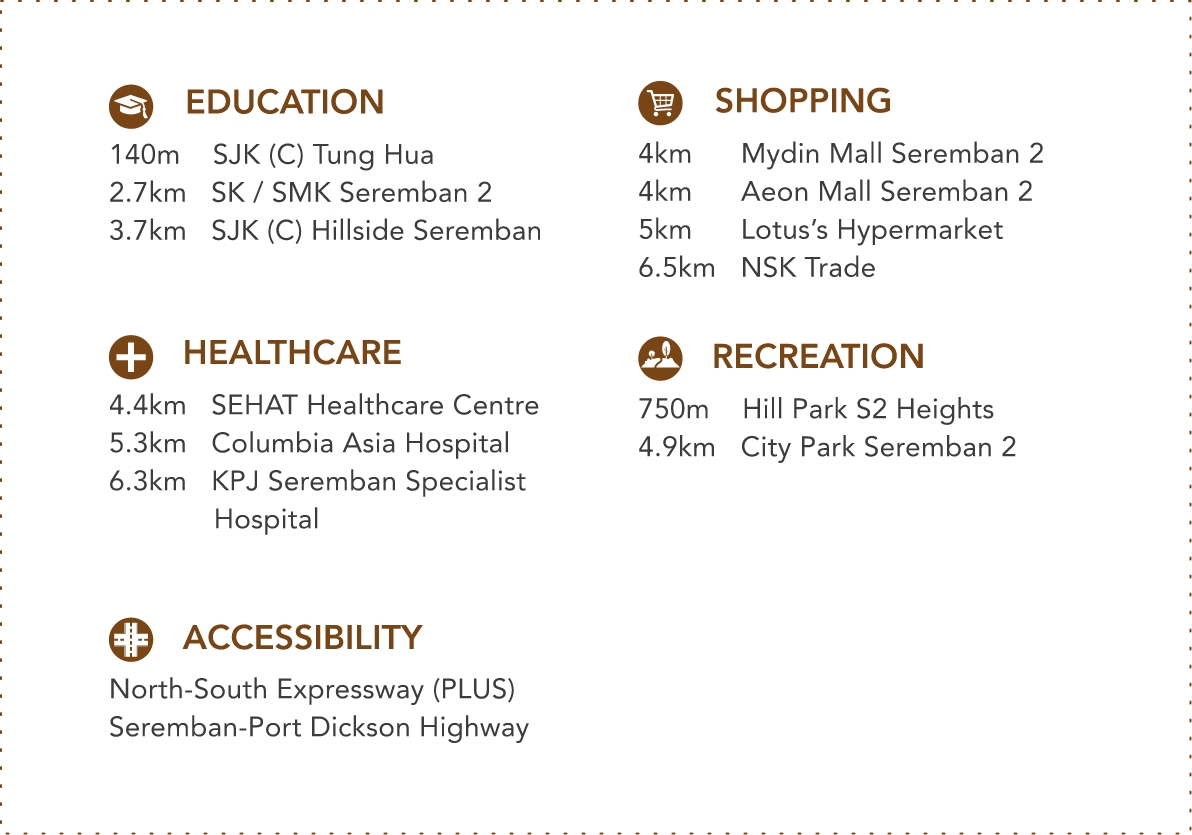 EDUCATION
140m SJK (C) Tung Hua
2.7km SK / SMK Seremban 2
3.7km SJK (C) Hillside Seremban
SHOPPING
4km Mydin Mall Seremban 2
4km Aeon Mall Seremban 2
5km Lotus’s Hypermarket
6.5km NSK Trade
HEALTHCARE
4.4km SEHAT Healthcare Centre
5.3km Columbia Asia Hospital
6.3km KPJ Seremban Specialist
Hospital
RECREATION
750m Hill Park S2 Heights
4.9km City Park Seremban 2
ACCESSIBILITY
North-South Expressway (PLUS)
Seremban-Port Dickson Highway